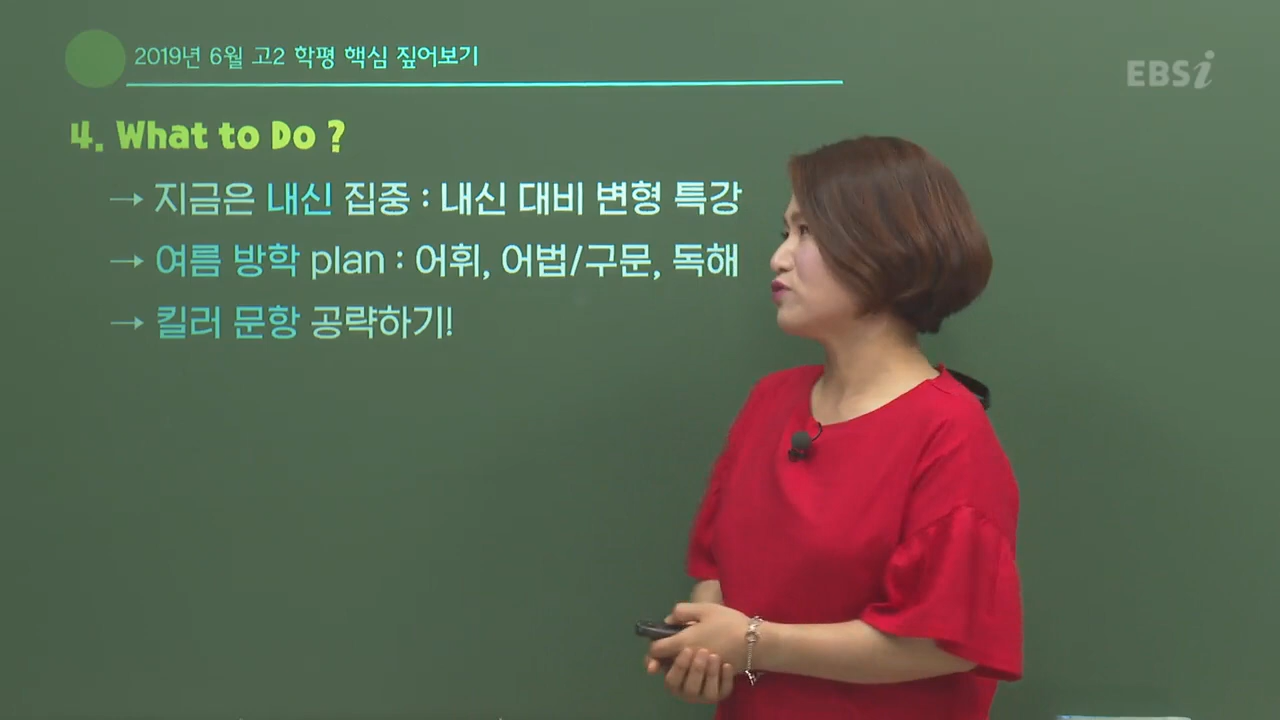 2019년 6월 고2 학평 핵심 짚어보기
EBSi
4. What to Do ?
→ 지금은 내신 집중 : 내신 대비 변형 특강
→ 여름 방학 plan : 어휘, 어법/구문, 독해
→ 킬러 문항 공략하기!